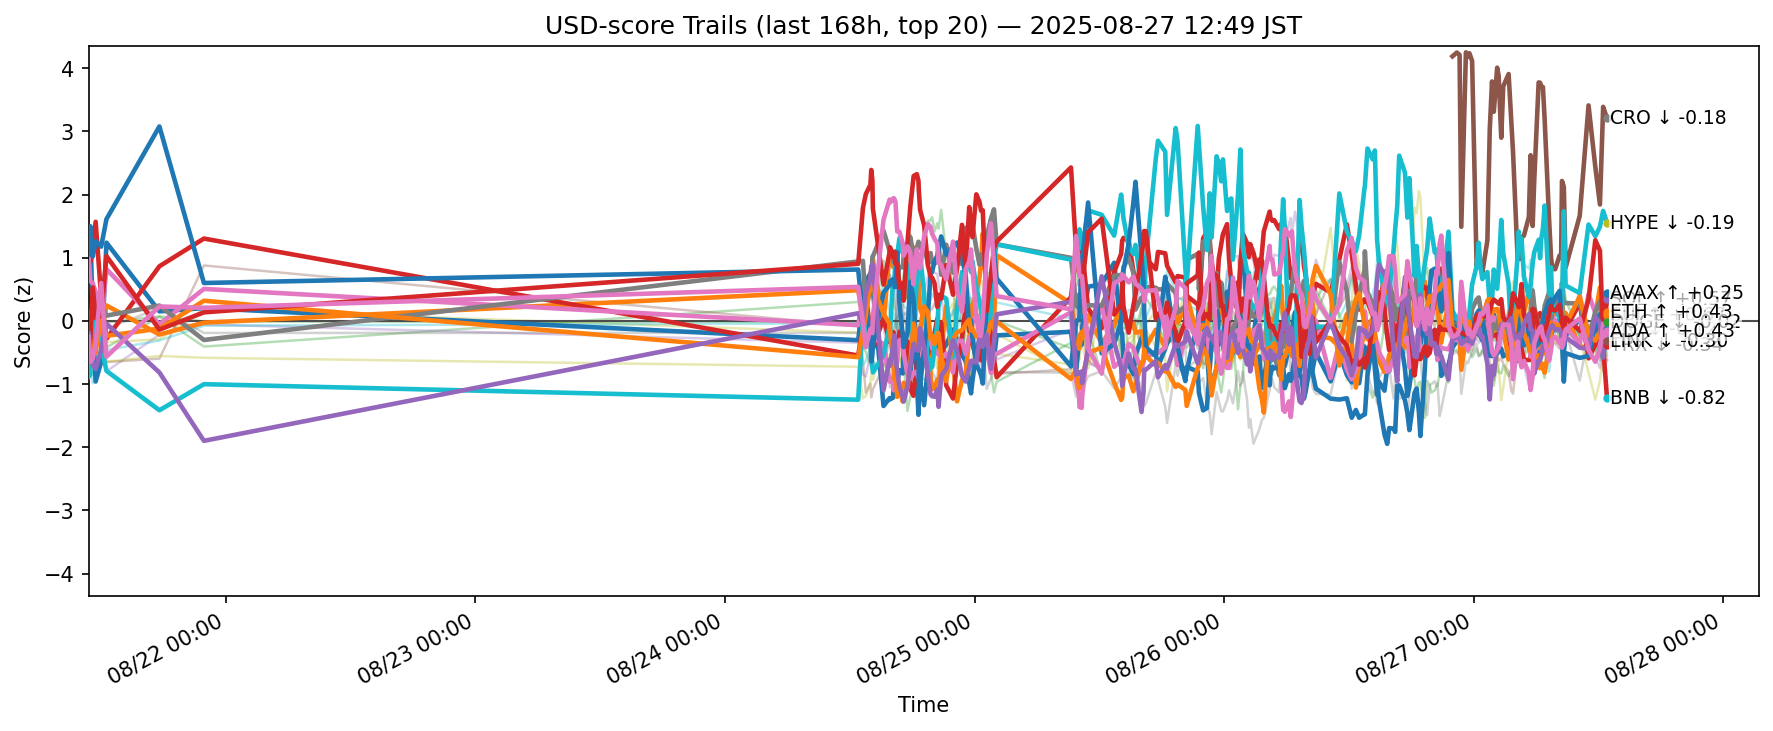 USD-score Trails (last 168h, top 20) — 2025-08-27 12:49 JST
Score (z)
4
3
2
1
0
−1
−2
−3
−4
CRO ↓ -0.18
HYPE ↓ -0.19
AVAX ↑ +0.25
ETH ↑ +0.43
ADA ↑ +0.43
LINK ↓ -0.30
BNB ↓ -0.82
08/22 00:00
08/23 00:00
08/24 00:00
08/25 00:00
08/26 00:00
08/27 00:00
08/28 00:00
Time